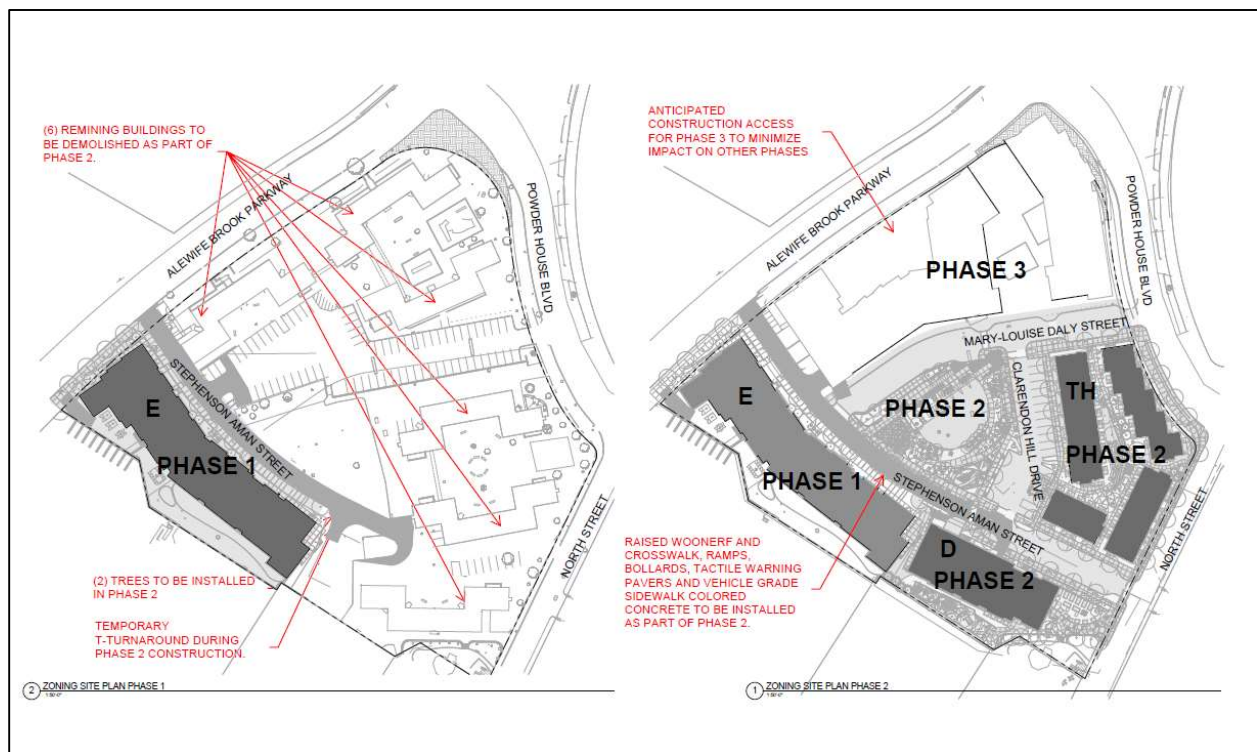 (6) REMINING BUILDINGS TO
BE DEMOLISHED AS PART OF
PHASE 2.
ALEWIFE BROOK PARKWAY
POWDER HOUSE BLVD
STEPHENSON AMAN STREET
E
PHASE 1
NORTH STREET
(2) TREES TO BE INSTALLED
IN PHASE 2
TEMPORARY
T-TURNAROUND DURING
PHASE 2 CONSTRUCTION.
2
ZONING SITE PLAN PHASE 1
1:50'-0"
ANTICIPATED
CONSTRUCTION ACCESS
FOR PHASE 3 TO MINIMIZE
IMPACT ON OTHER PHASES
ALEWIFE BROOK PARKWAY
POWDER HOUSE BLVD
PHASE 3
MARY-LOUISE DALY STREET
E
PHASE 2
CLARENDON HILL DRIVE
TH
PHASE 2
PHASE 1
STEPHENSON AMAN STREET
NORTH STREET
D
PHASE 2
RAISED WOONERF AND
CROSSWALK, RAMPS,
BOLLARDS, TACTILE WARNING
PAVERS AND VEHICLE GRADE
SIDEWALK COLORED
CONCRETE TO BE INSTALLED
AS PART OF PHASE 2.
1
ZONING SITE PLAN PHASE 2
1:50'-0"